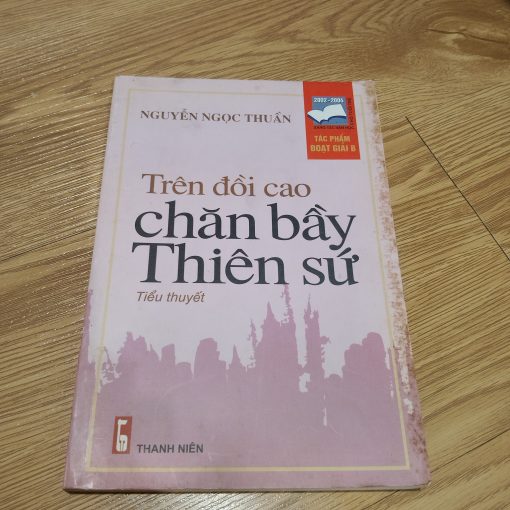 NGUYỄN NGỌC THUẦN
2002 - 2004
TÁC PHẨM
ĐOẠT GIẢI B
Trên đồi cao
chăn bầy
Thiên sứ
Tiểu thuyết
THANH NIÊN